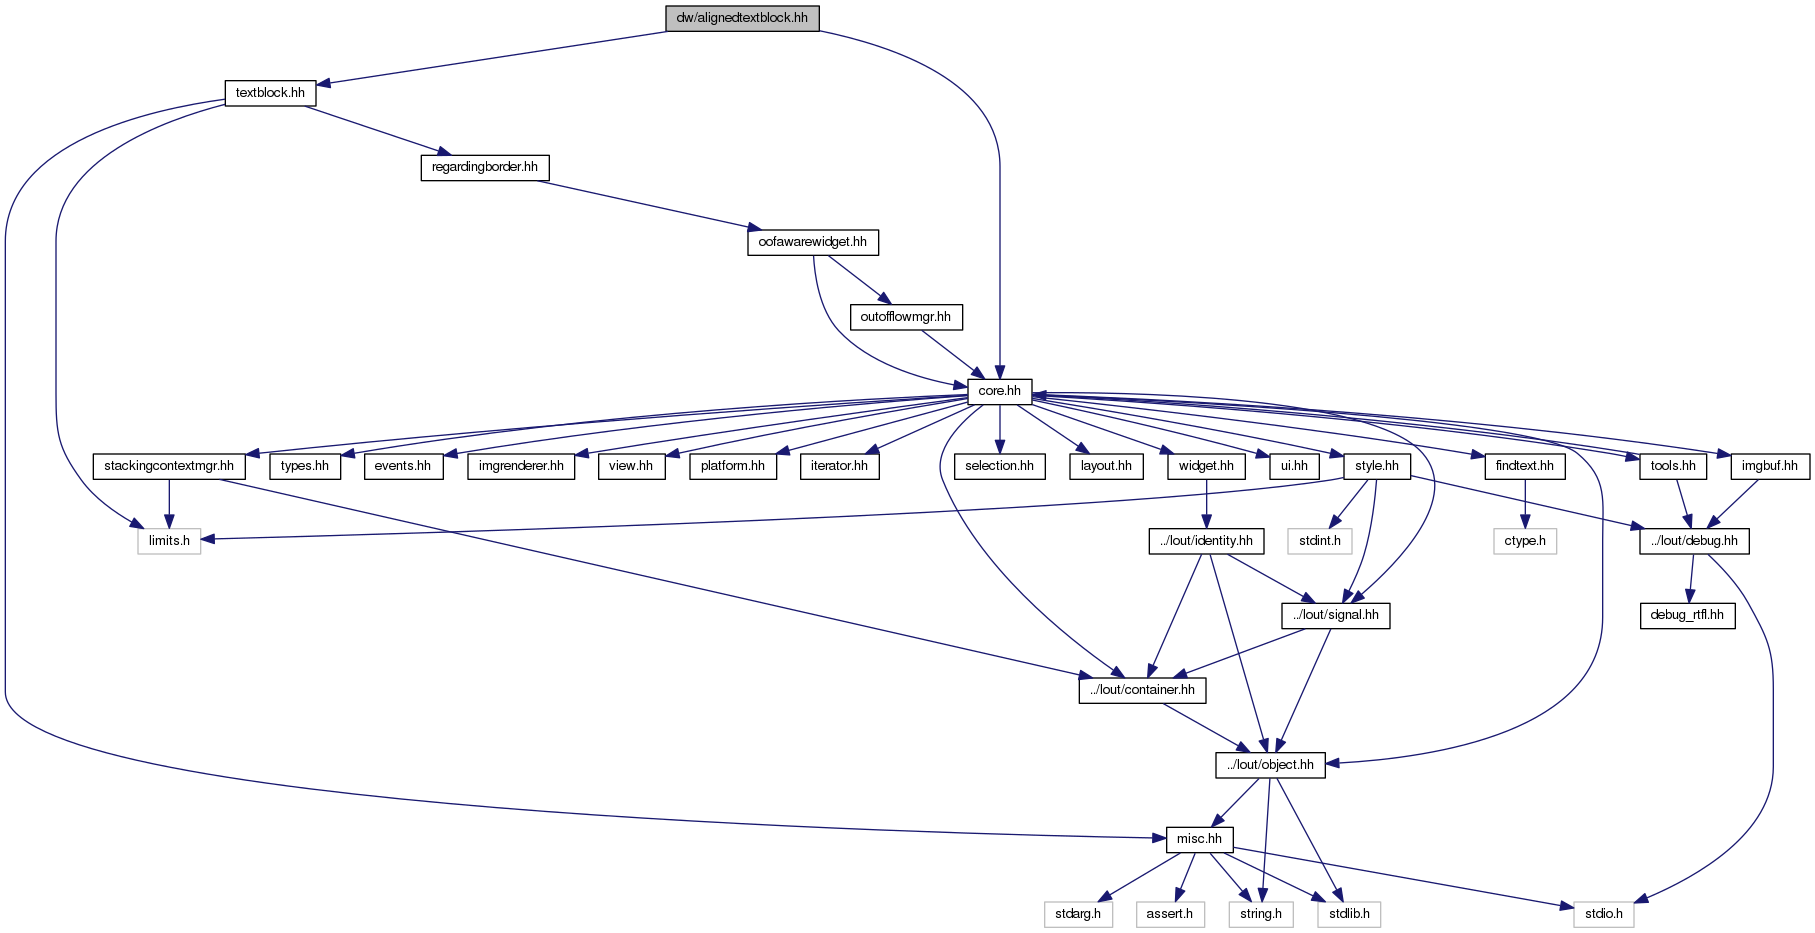 dw/alignedtextblock.hh
textblock.hh
regardingborder.hh
oofawarewidget.hh
outofflowmgr.hh
core.hh
stackingcontextmgr.hh
types.hh
events.hh
imgrenderer.hh
view.hh
platform.hh
iterator.hh
selection.hh
layout.hh
widget.hh
ui.hh
style.hh
findtext.hh
tools.hh
imgbuf.hh
limits.h
../lout/identity.hh
stdint.h
ctype.h
../lout/debug.hh
../lout/signal.hh
debug_rtfl.hh
../lout/container.hh
../lout/object.hh
misc.hh
stdarg.h
assert.h
string.h
stdlib.h
stdio.h